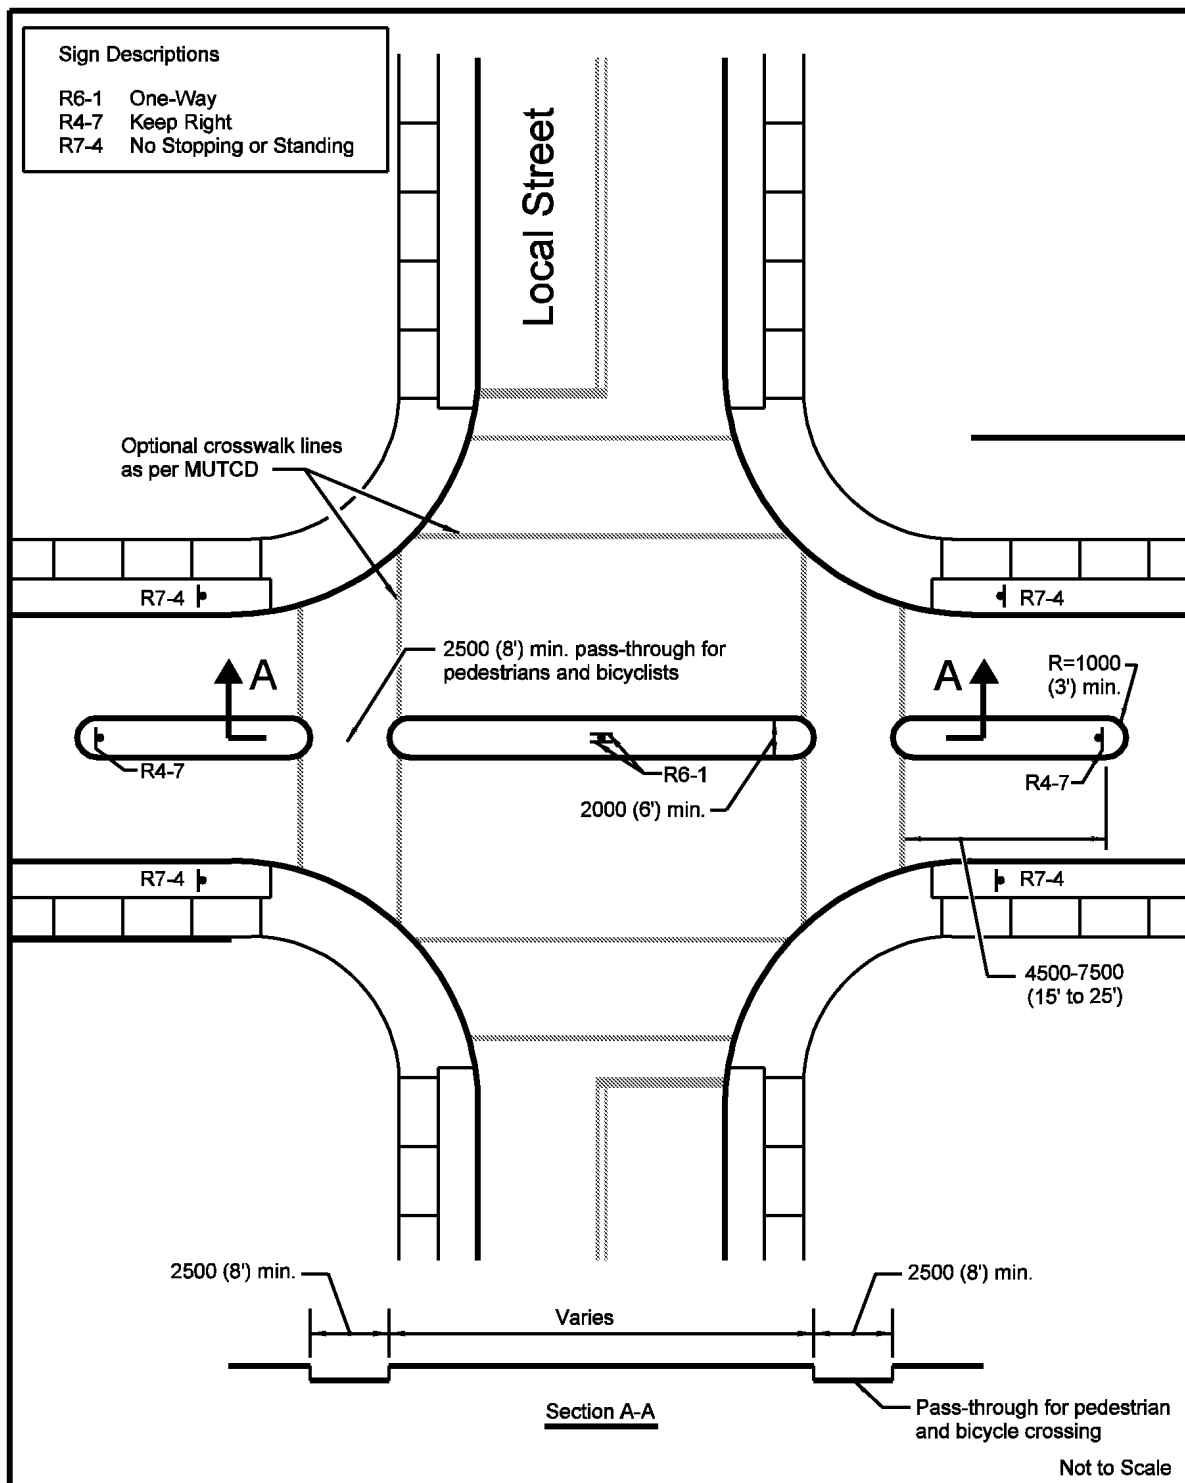 Sign Descriptions
R6-1 One-Way
R4-7 Keep Right
R7-4 No Stopping or Standing
Local Street
Optional crosswalk lines
as per MUTCD
R7-4
R7-4
2500 (8') min. pass-through for
pedestrians and bicyclists
A
A
R=1000
(3') min.
R4-7
R6-1
R4-7
2000 (6') min.
R7-4
R7-4
4500-7500
(15' to 25')
2500 (8') min.
2500 (8') min.
Varies
Section A-A
Pass-through for pedestrian
and bicycle crossing
Not to Scale